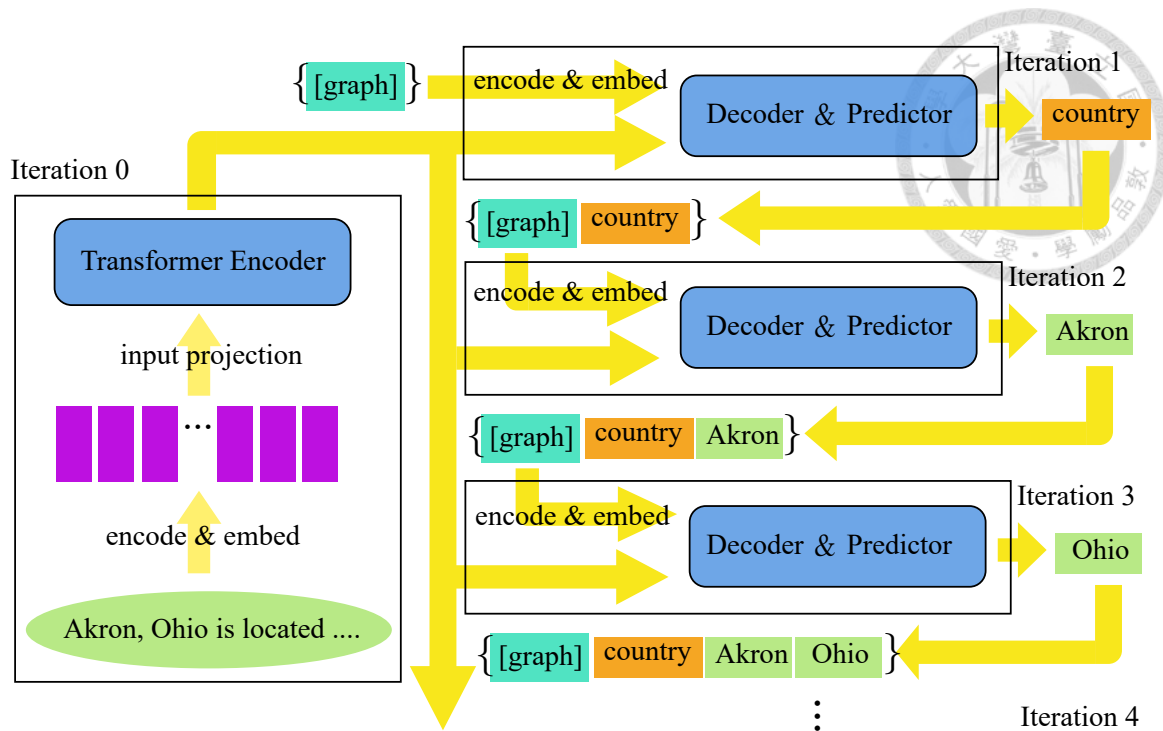 Iteration 0
Transformer Encoder
input projection
...
encode & embed
Akron, Ohio is located ....
{[graph]}
encode & embed
Decoder & Predictor
Iteration 1
country
{[graph] country}
encode & embed
Decoder & Predictor
Iteration 2
Akron
{[graph] country Akron}
encode & embed
Decoder & Predictor
Iteration 3
Ohio
{[graph] country Akron Ohio}
Iteration 4